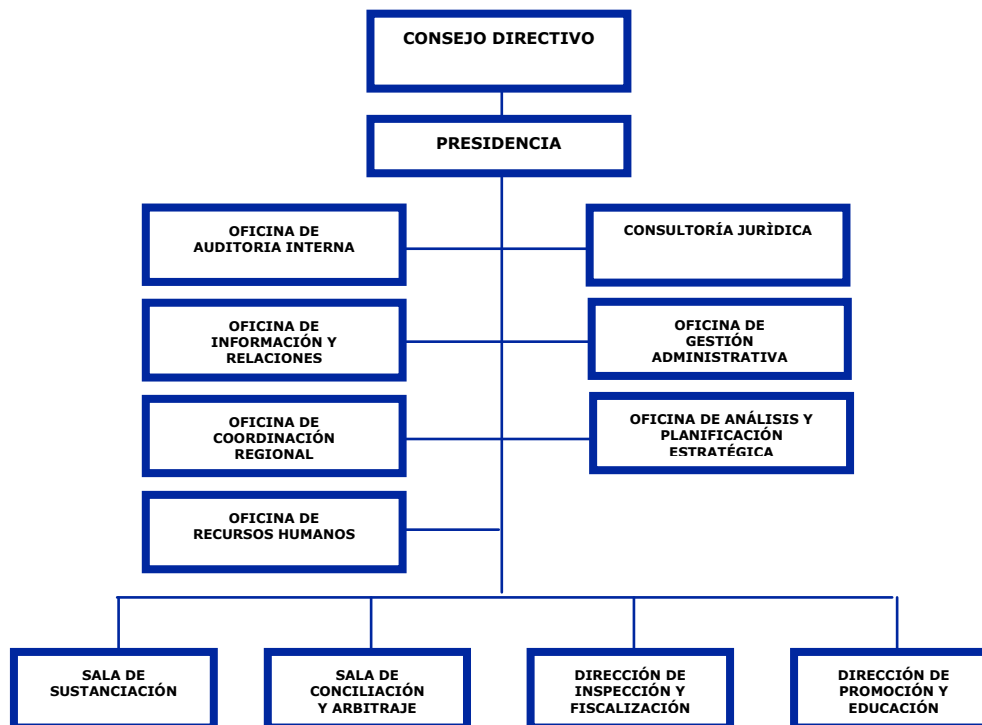 CONSEJO DIRECTIVO
PRESIDENCIA
OFICINA DE
AUDITORIA INTERNA
CONSULTORÍA JURÌDICA
OFICINA DE
INFORMACIÓN Y
RELACIONES
OFICINA DE
GESTIÓN
ADMINISTRATIVA
OFICINA DE
COORDINACIÓN
REGIONAL
OFICINA DE ANÁLISIS Y
PLANIFICACIÓN
ESTRATÉGICA
OFICINA DE
RECURSOS HUMANOS
SALA DE
SUSTANCIACIÓN
SALA DE
CONCILIACIÓN
Y ARBITRAJE
DIRECCIÓN DE
INSPECCIÓN Y
FISCALIZACIÓN
DIRECCIÓN DE
PROMOCIÓN Y
EDUCACIÓN